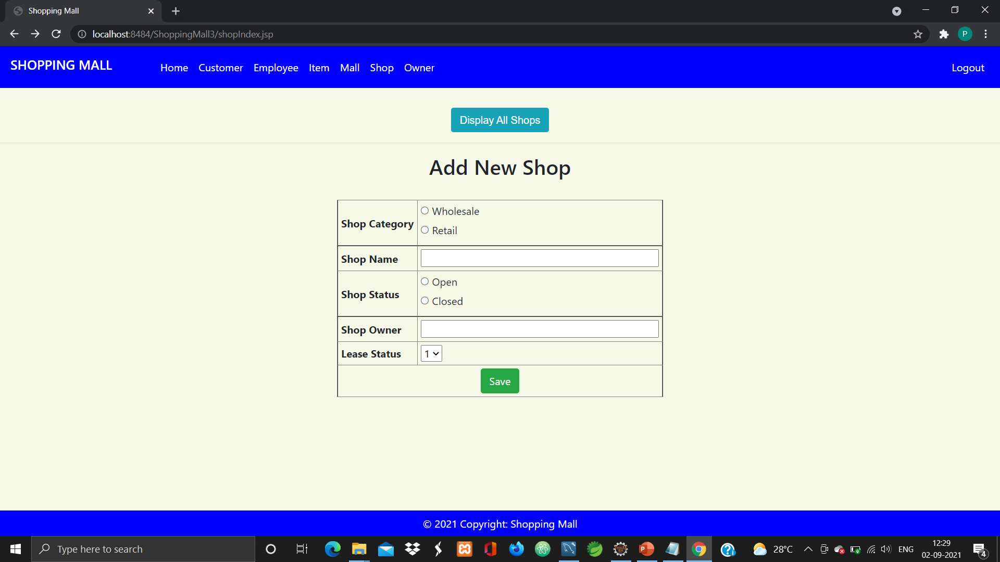 Shopping Mall
localhost:8484/ShoppingMall3/shopIndex.jsp
P
SHOPPING MALL
Home Customer Employee Item Mall Shop Owner
Logout
Display All Shops
Add New Shop
Shop Category
Wholesale
Retail
Shop Name
Shop Status
Open
Closed
Shop Owner
Lease Status
1
Save
© 2021 Copyright: Shopping Mall
Type here to search
28°C
ENG
12:29
02-09-2021
4